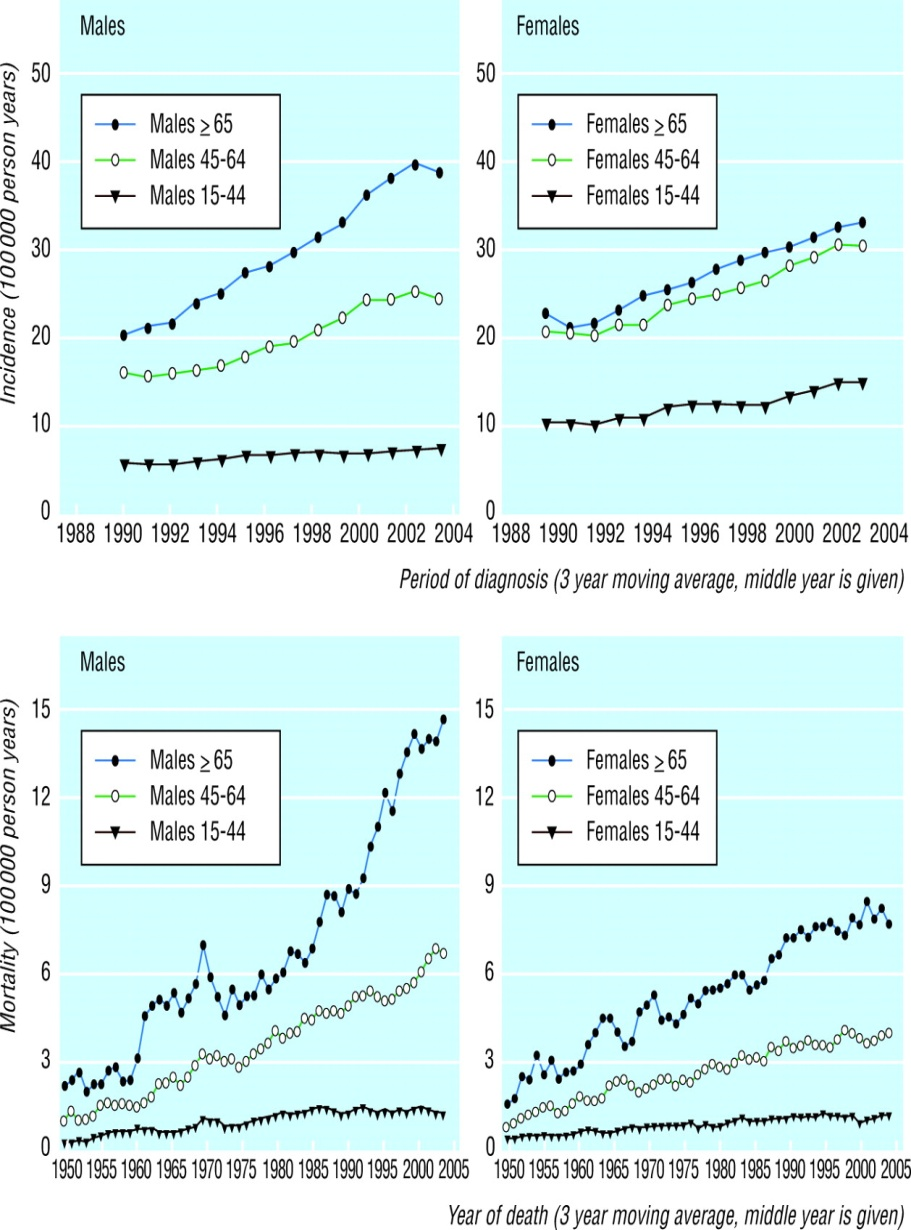 Males
Females
Incidence (100 000 person years)
50
40
30
20
10
0
Males ≥ 65
Males 45-64
Males 15-44
50
40
30
20
10
0
Females ≥ 65
Females 45-64
Females 15-44
1988 1990 1992 1994 1996 1998 2000 2002 2004
1988 1990 1992 1994 1996 1998 2000 2002 2004
Period of diagnosis (3 year moving average, middle year is given)
Males
Females
Mortality (100 000 person years)
15
12
9
6
3
0
Males ≥ 65
Males 45-64
Males 15-44
15
12
9
6
3
0
Females ≥ 65
Females 45-64
Females 15-44
1950 1955 1960 1965 1970 1975 1980 1985 1990 1995 2000 2005
1950 1955 1960 1965 1970 1975 1980 1985 1990 1995 2000 2005
Year of death (3 year moving average, middle year is given)